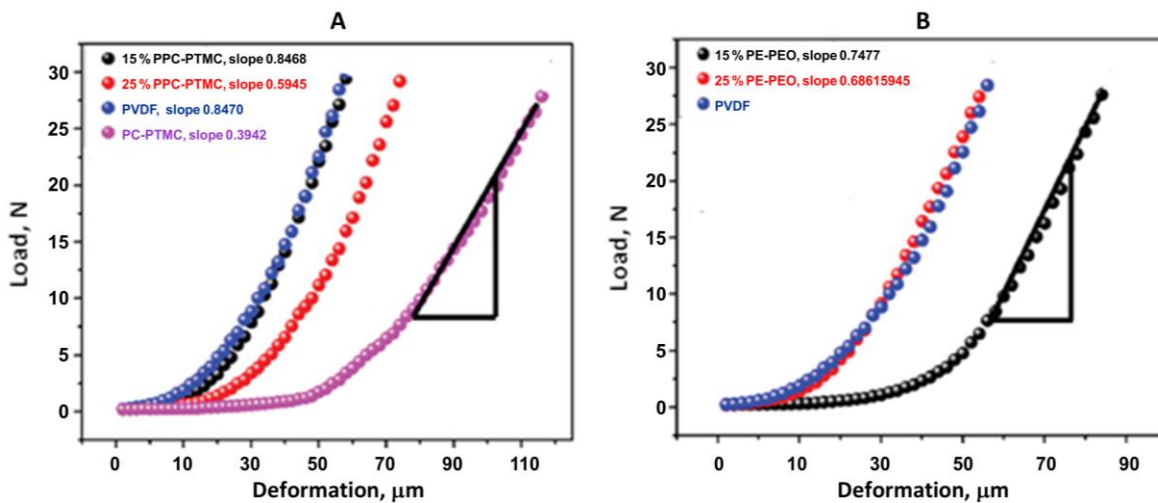 A
15 % PPC-PTMC, slope 0.8468
25 % PPC-PTMC, slope 0.5945
PVDF, slope 0.8470
PC-PTMC, slope 0.3942
Load, N
30
25
20
15
10
5
0
0 10 30 50 70 90 110
Deformation, μm
B
15 % PE-PEO, slope 0.7477
25 % PE-PEO, slope 0.68615945
PVDF
Load, N
30
25
20
15
10
5
0
0 10 30 50 70 90
Deformation, μm